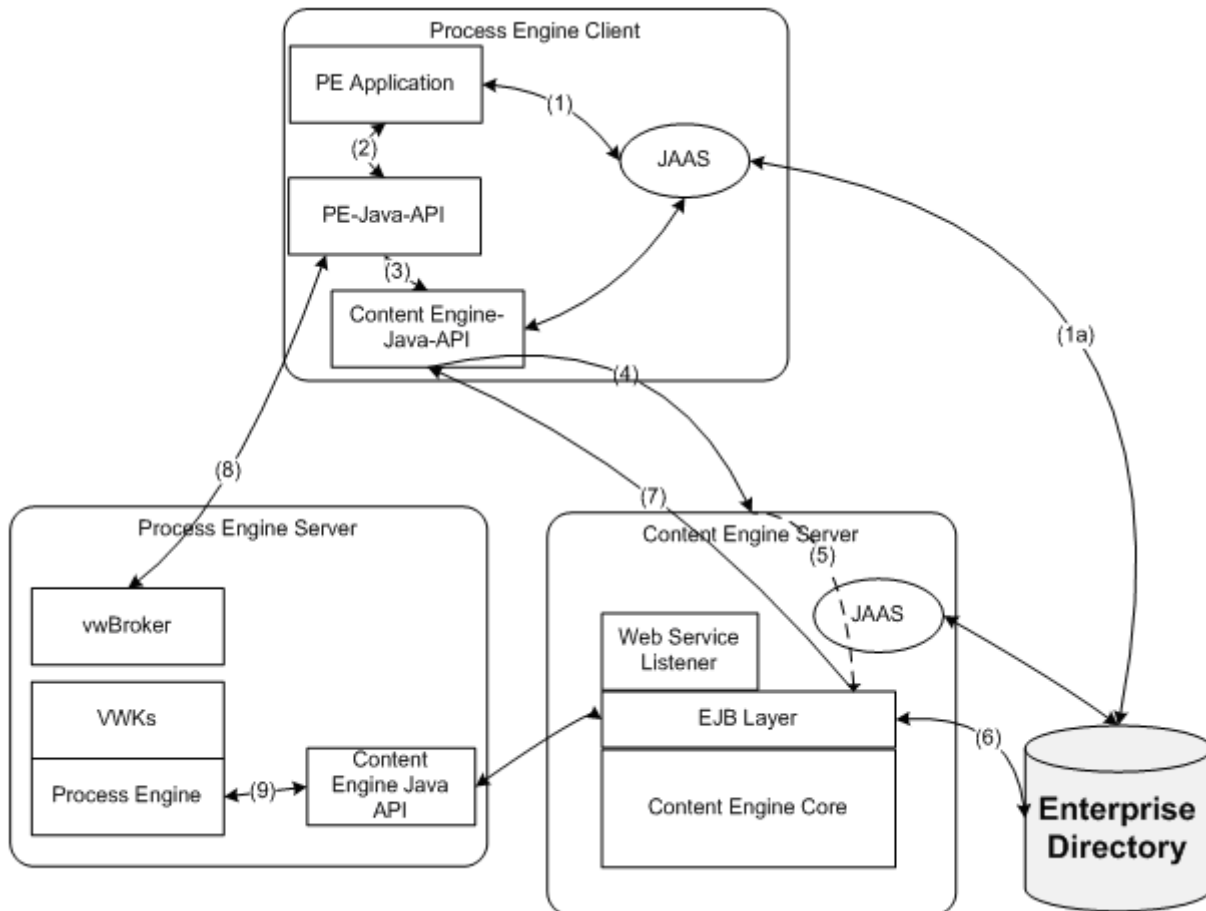 Process Engine Client
PE Application
(1)
(2)
JAAS
PE-Java-API
(3)
Content Engine-
Java-API
(1a)
(4)
(8)
(7)
Process Engine Server
Content Engine Server
(5)
vwBroker
JAAS
Web Service
Listener
VWKs
EJB Layer
(6)
Process Engine
(9)
Content
Engine Java
API
Content Engine Core
Enterprise
Directory